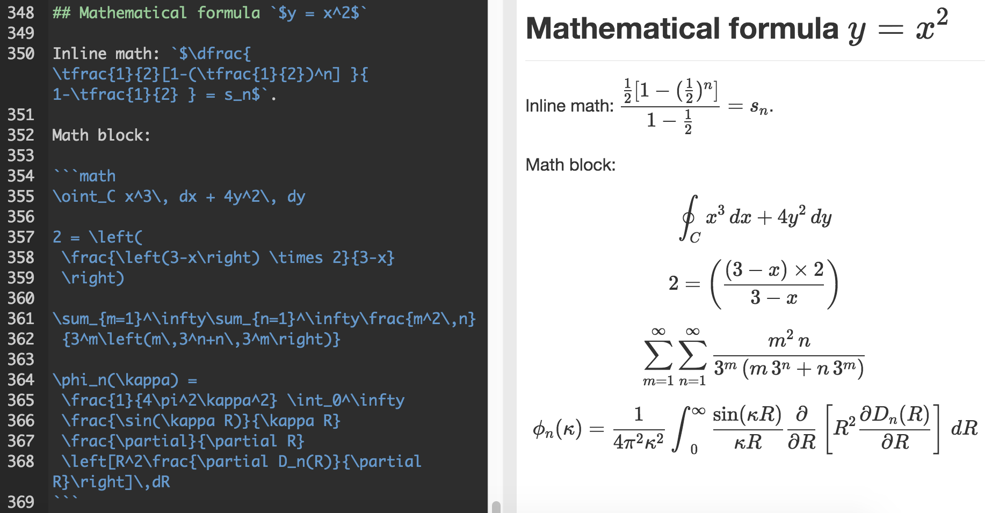 348 ## Mathematical formula `$y = x^2$`
349
350 Inline math: `$\dfrac{
\tfrac{1}{2}[1-(\tfrac{1}{2})^n] }{
1-\tfrac{1}{2} } = s_n$`.
351
352 Math block:
353
354 ```math
355 \oint_C x^3\, dx + 4y^2\, dy
356
357 2 = \left(
358  \frac{\left(3-x\right) \times 2}{3-x}
359  \right)
360
361 \sum_{m=1}^\infty\sum_{n=1}^\infty\frac{m^2\,n}
362  {3^m\left(m\,3^n+n\,3^m\right)}
363
364 \phi_n(\kappa) =
365  \frac{1}{4\pi^2\kappa^2} \int_0^\infty
366  \frac{\sin(\kappa R)}{\kappa R}
367  \frac{\partial}{\partial R}
368  \left[R^2\frac{\partial D_n(R)}{\partial
R}\right]\,dR
369 ```
Mathematical formula y = x^2
Inline math: \frac{\frac{1}{2}[1-(\frac{1}{2})^n]}{1-\frac{1}{2}} = s_n.
Math block:
\oint_C x^3 dx + 4y^2 dy
2 = \left(\frac{(3-x) \times 2}{3-x}\right)
\sum_{m=1}^\infty \sum_{n=1}^\infty \frac{m^2 n}{3^m (m 3^n + n 3^m)}
\phi_n(\kappa) = \frac{1}{4\pi^2\kappa^2} \int_0^\infty \frac{\sin(\kappa R)}{\kappa R} \frac{\partial}{\partial R} \left[R^2 \frac{\partial D_n(R)}{\partial R}\right] dR